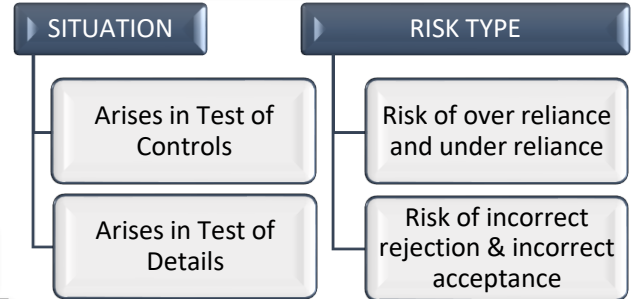 SITUATION
Arises in Test of
Controls
Arises in Test of
Details
RISK TYPE
Risk of over reliance
and under reliance
Risk of incorrect
rejection & incorrect
acceptance